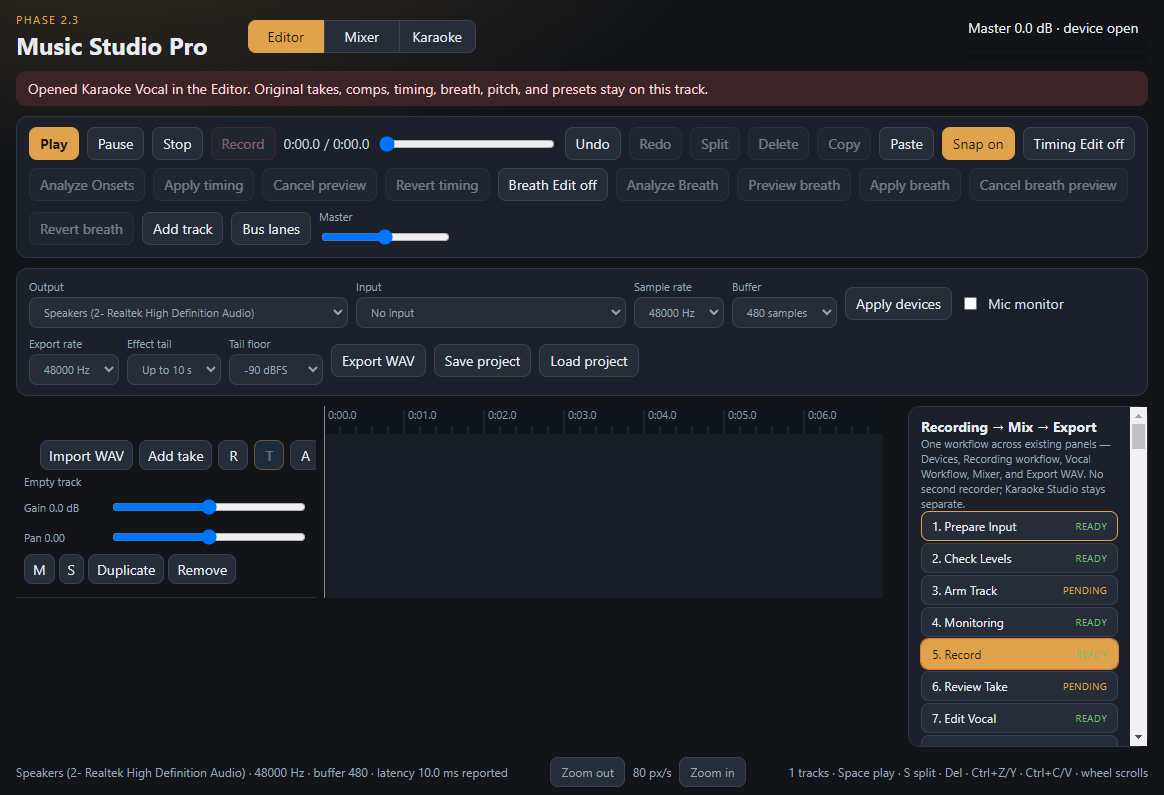 PHASE 2.3
Music Studio Pro
Editor Mixer Karaoke
Master 0.0 dB · device open
Opened Karaoke Vocal in the Editor. Original takes, comps, timing, breath, pitch, and presets stay on this track.
Play Pause Stop Record 0:00.0 / 0:00.0 Undo Redo Split Delete Copy Paste Snap on Timing Edit off
Analyze Onsets Apply timing Cancel preview Revert timing Breath Edit off Analyze Breath Preview breath Apply breath Cancel breath preview
Revert breath Add track Bus lanes Master
Output Input Sample rate Buffer
Speakers (2- Realtek High Definition Audio) No input 48000 Hz 480 samples Apply devices Mic monitor
Export rate Effect tail Tail floor
48000 Hz Up to 10 s -90 dBFS Export WAV Save project Load project
0:00.0 0:01.0 0:02.0 0:03.0 0:04.0 0:05.0 0:06.0
Import WAV Add take R T A
Empty track
Gain 0.0 dB
Pan 0.00
M S Duplicate Remove
Recording → Mix → Export
One workflow across existing panels —
Devices, Recording workflow, Vocal
Workflow, Mixer, and Export WAV. No
second recorder; Karaoke Studio stays
separate.
1. Prepare Input READY
2. Check Levels READY
3. Arm Track PENDING
4. Monitoring READY
5. Record READY
6. Review Take PENDING
7. Edit Vocal READY
Speakers (2- Realtek High Definition Audio) · 48000 Hz · buffer 480 · latency 10.0 ms reported
Zoom out 80 px/s Zoom in
1 tracks · Space play · S split · Del · Ctrl+Z/Y · Ctrl+C/V · wheel scrolls